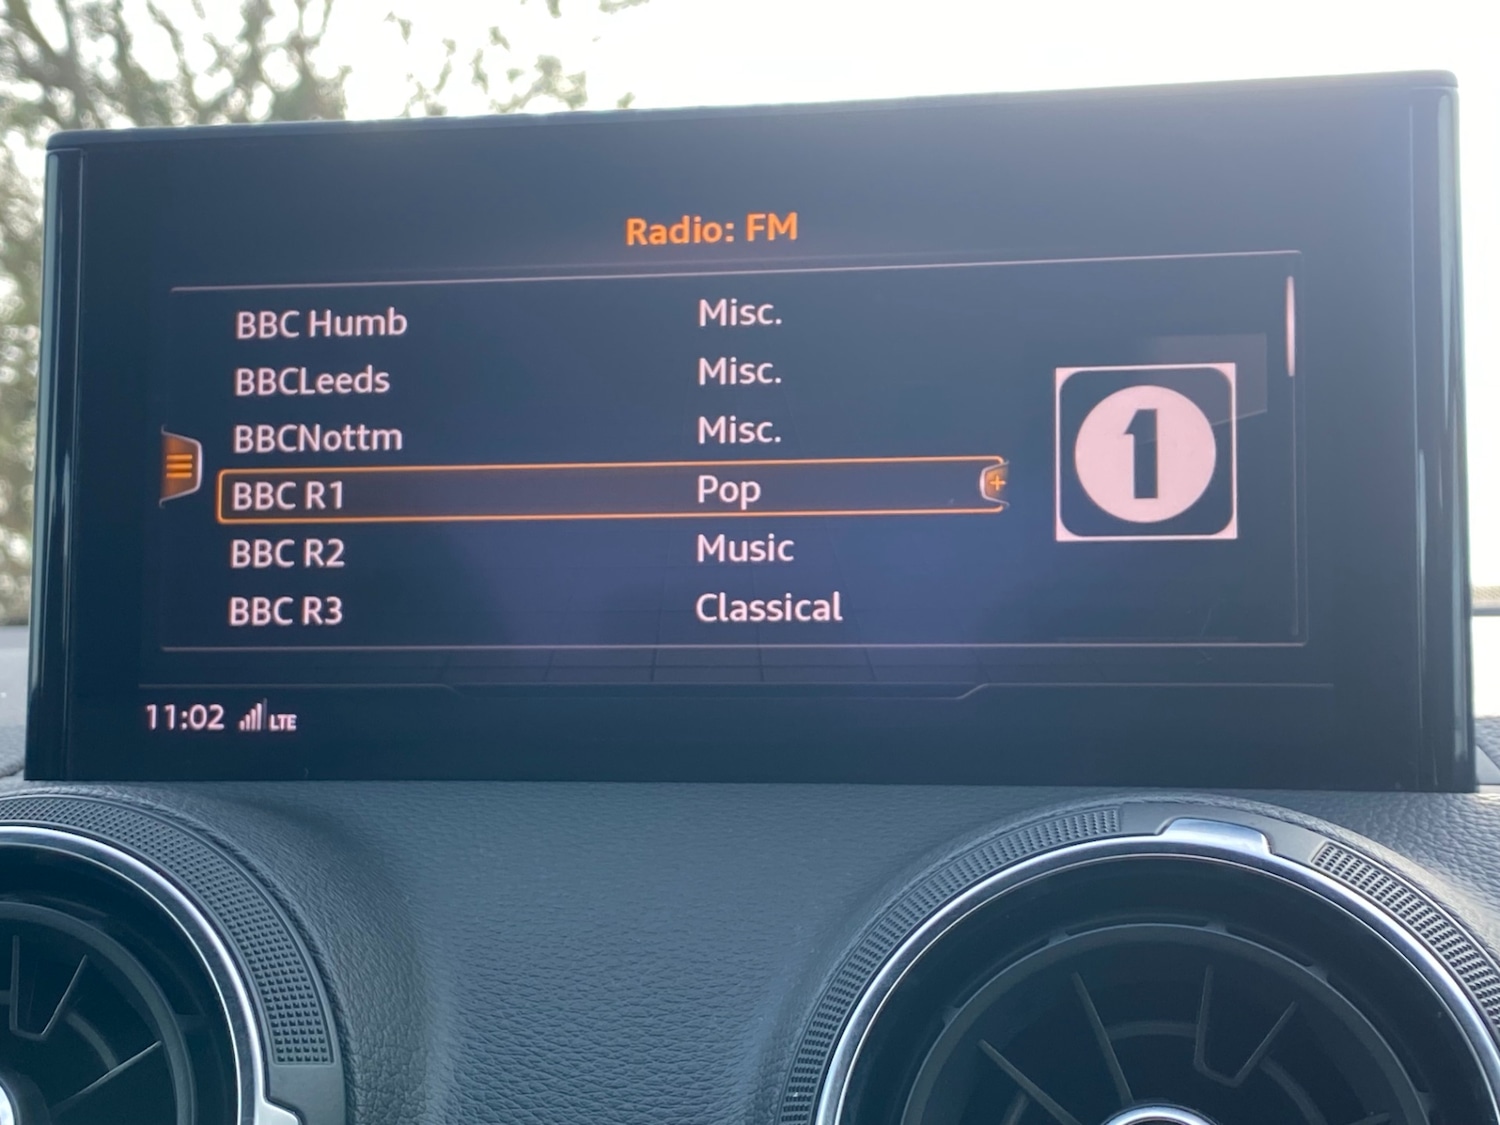 Radio: FM
BBC Humb Misc.
BBCLeeds Misc.
BBCNottm Misc.
BBC R1 Pop
BBC R2 Music
BBC R3 Classical
1
11:02 LTE